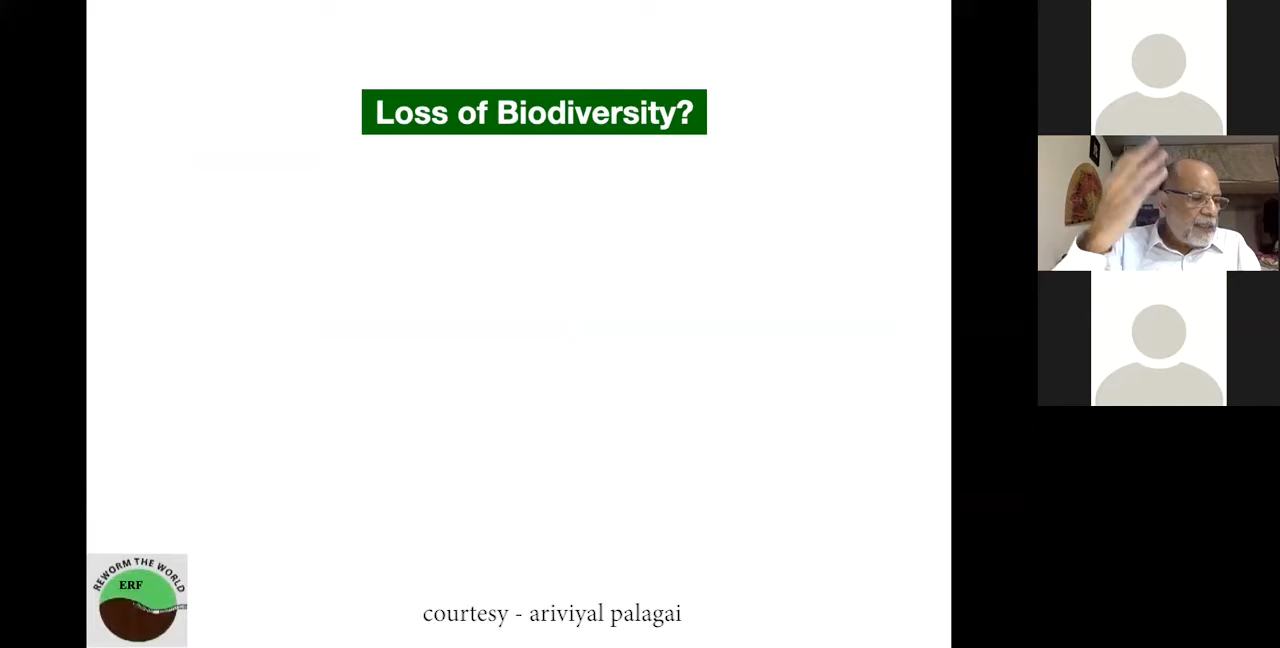 Loss of Biodiversity?
REWORM THE WORLD
ERF
courtesy - ariviyal palagai